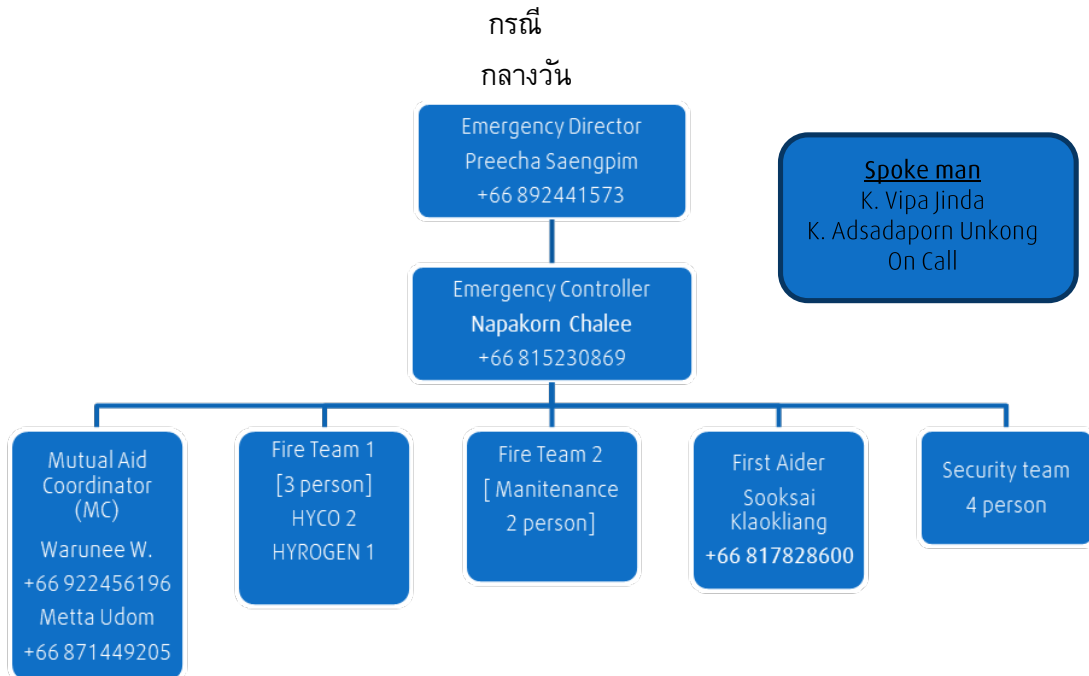 กรณี
กลางวัน
Emergency Director
Preecha Saengpim
+66 892441573
Spoke man
K. Vipa Jinda
K. Adsadaporn Unkong
On Call
Emergency Controller
Napakorn Chalee
+66 815230869
Mutual Aid
Coordinator
(MC)
Warunee W.
+66 922456196
Metta Udom
+66 871449205
Fire Team 1
[3 person]
HYCO 2
HYROGEN 1
Fire Team 2
[ Manitenance
2 person]
First Aider
Sooksai
Klaokliang
+66 817828600
Security team
4 person